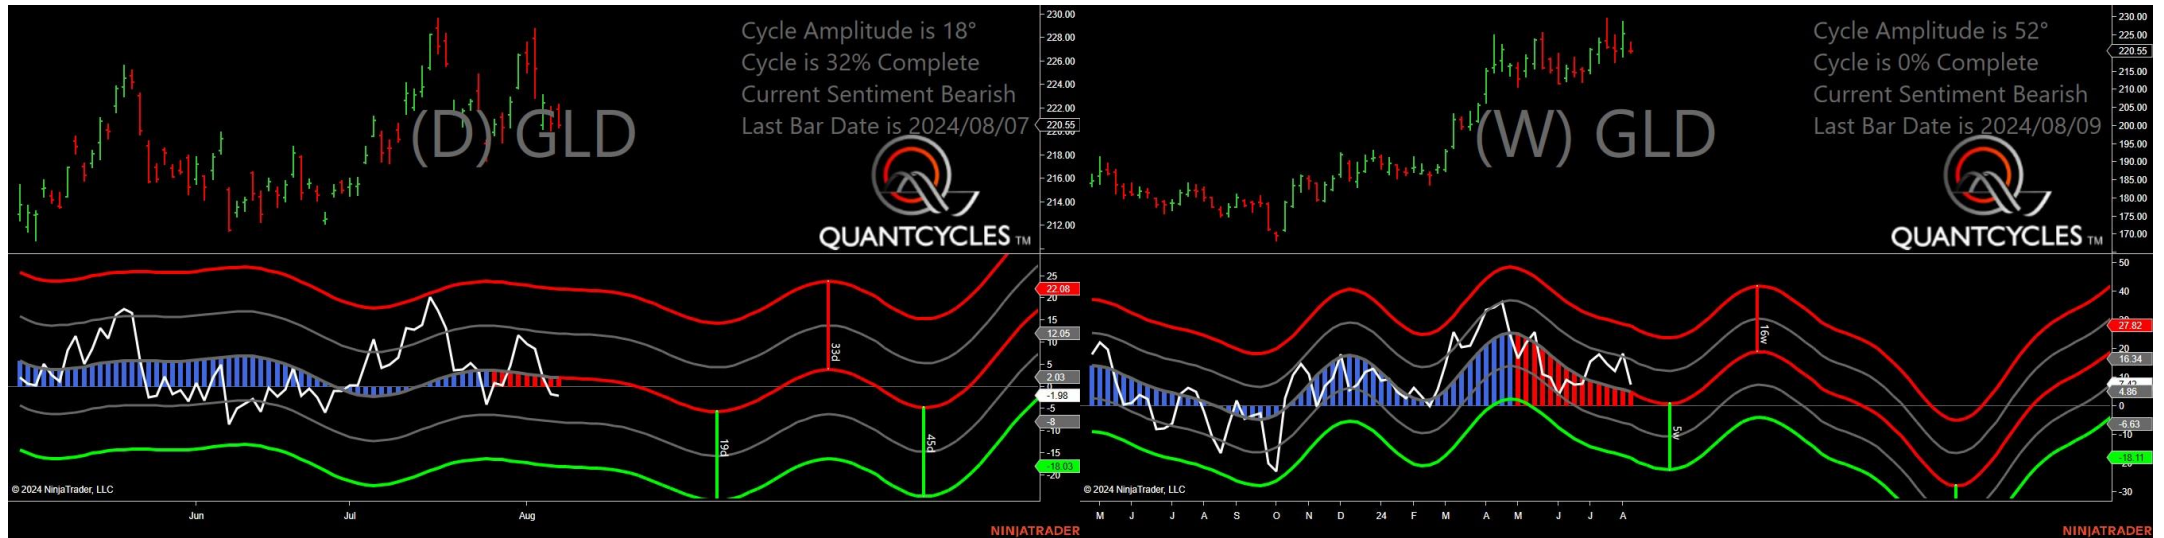 Cycle Amplitude is 18°
Cycle is 32% Complete
Current Sentiment Bearish
Last Bar Date is 2024/08/07
(D) GLD
QUANTCYCLES TM
230.00
228.00
226.00
224.00
222.00
220.55
218.00
216.00
214.00
212.00
25
22.08
20
15
12.05
10
5
2.03
0
-1.98
-5
-8
-10
-15
-18.03
-20
33d
19d
45d
© 2024 NinjaTrader, LLC
Jun Jul Aug
NINJATRADER
Cycle Amplitude is 52°
Cycle is 0% Complete
Current Sentiment Bearish
Last Bar Date is 2024/08/09
(W) GLD
QUANTCYCLES TM
230.00
225.00
220.55
215.00
210.00
205.00
200.00
195.00
190.00
185.00
180.00
175.00
170.00
50
40
27.82
20
16.34
4.86
0
-6.63
-10
-18.11
-30
16w
5w
© 2024 NinjaTrader, LLC
M J J A S O N D 24 F M A M J J A
NINJATRADER